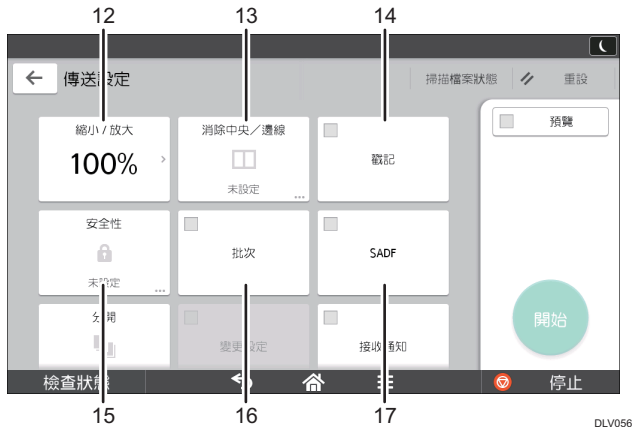 12 13 14
傳送設定 掃描檔案狀態 重設
縮小 / 放大 消除中央／邊線 戳記 預覽
100%
未設定
安全性 批次 SADF
未設定
分開 變更設定 接收通知 開始
檢查狀態 停止
15 16 17
DLV056